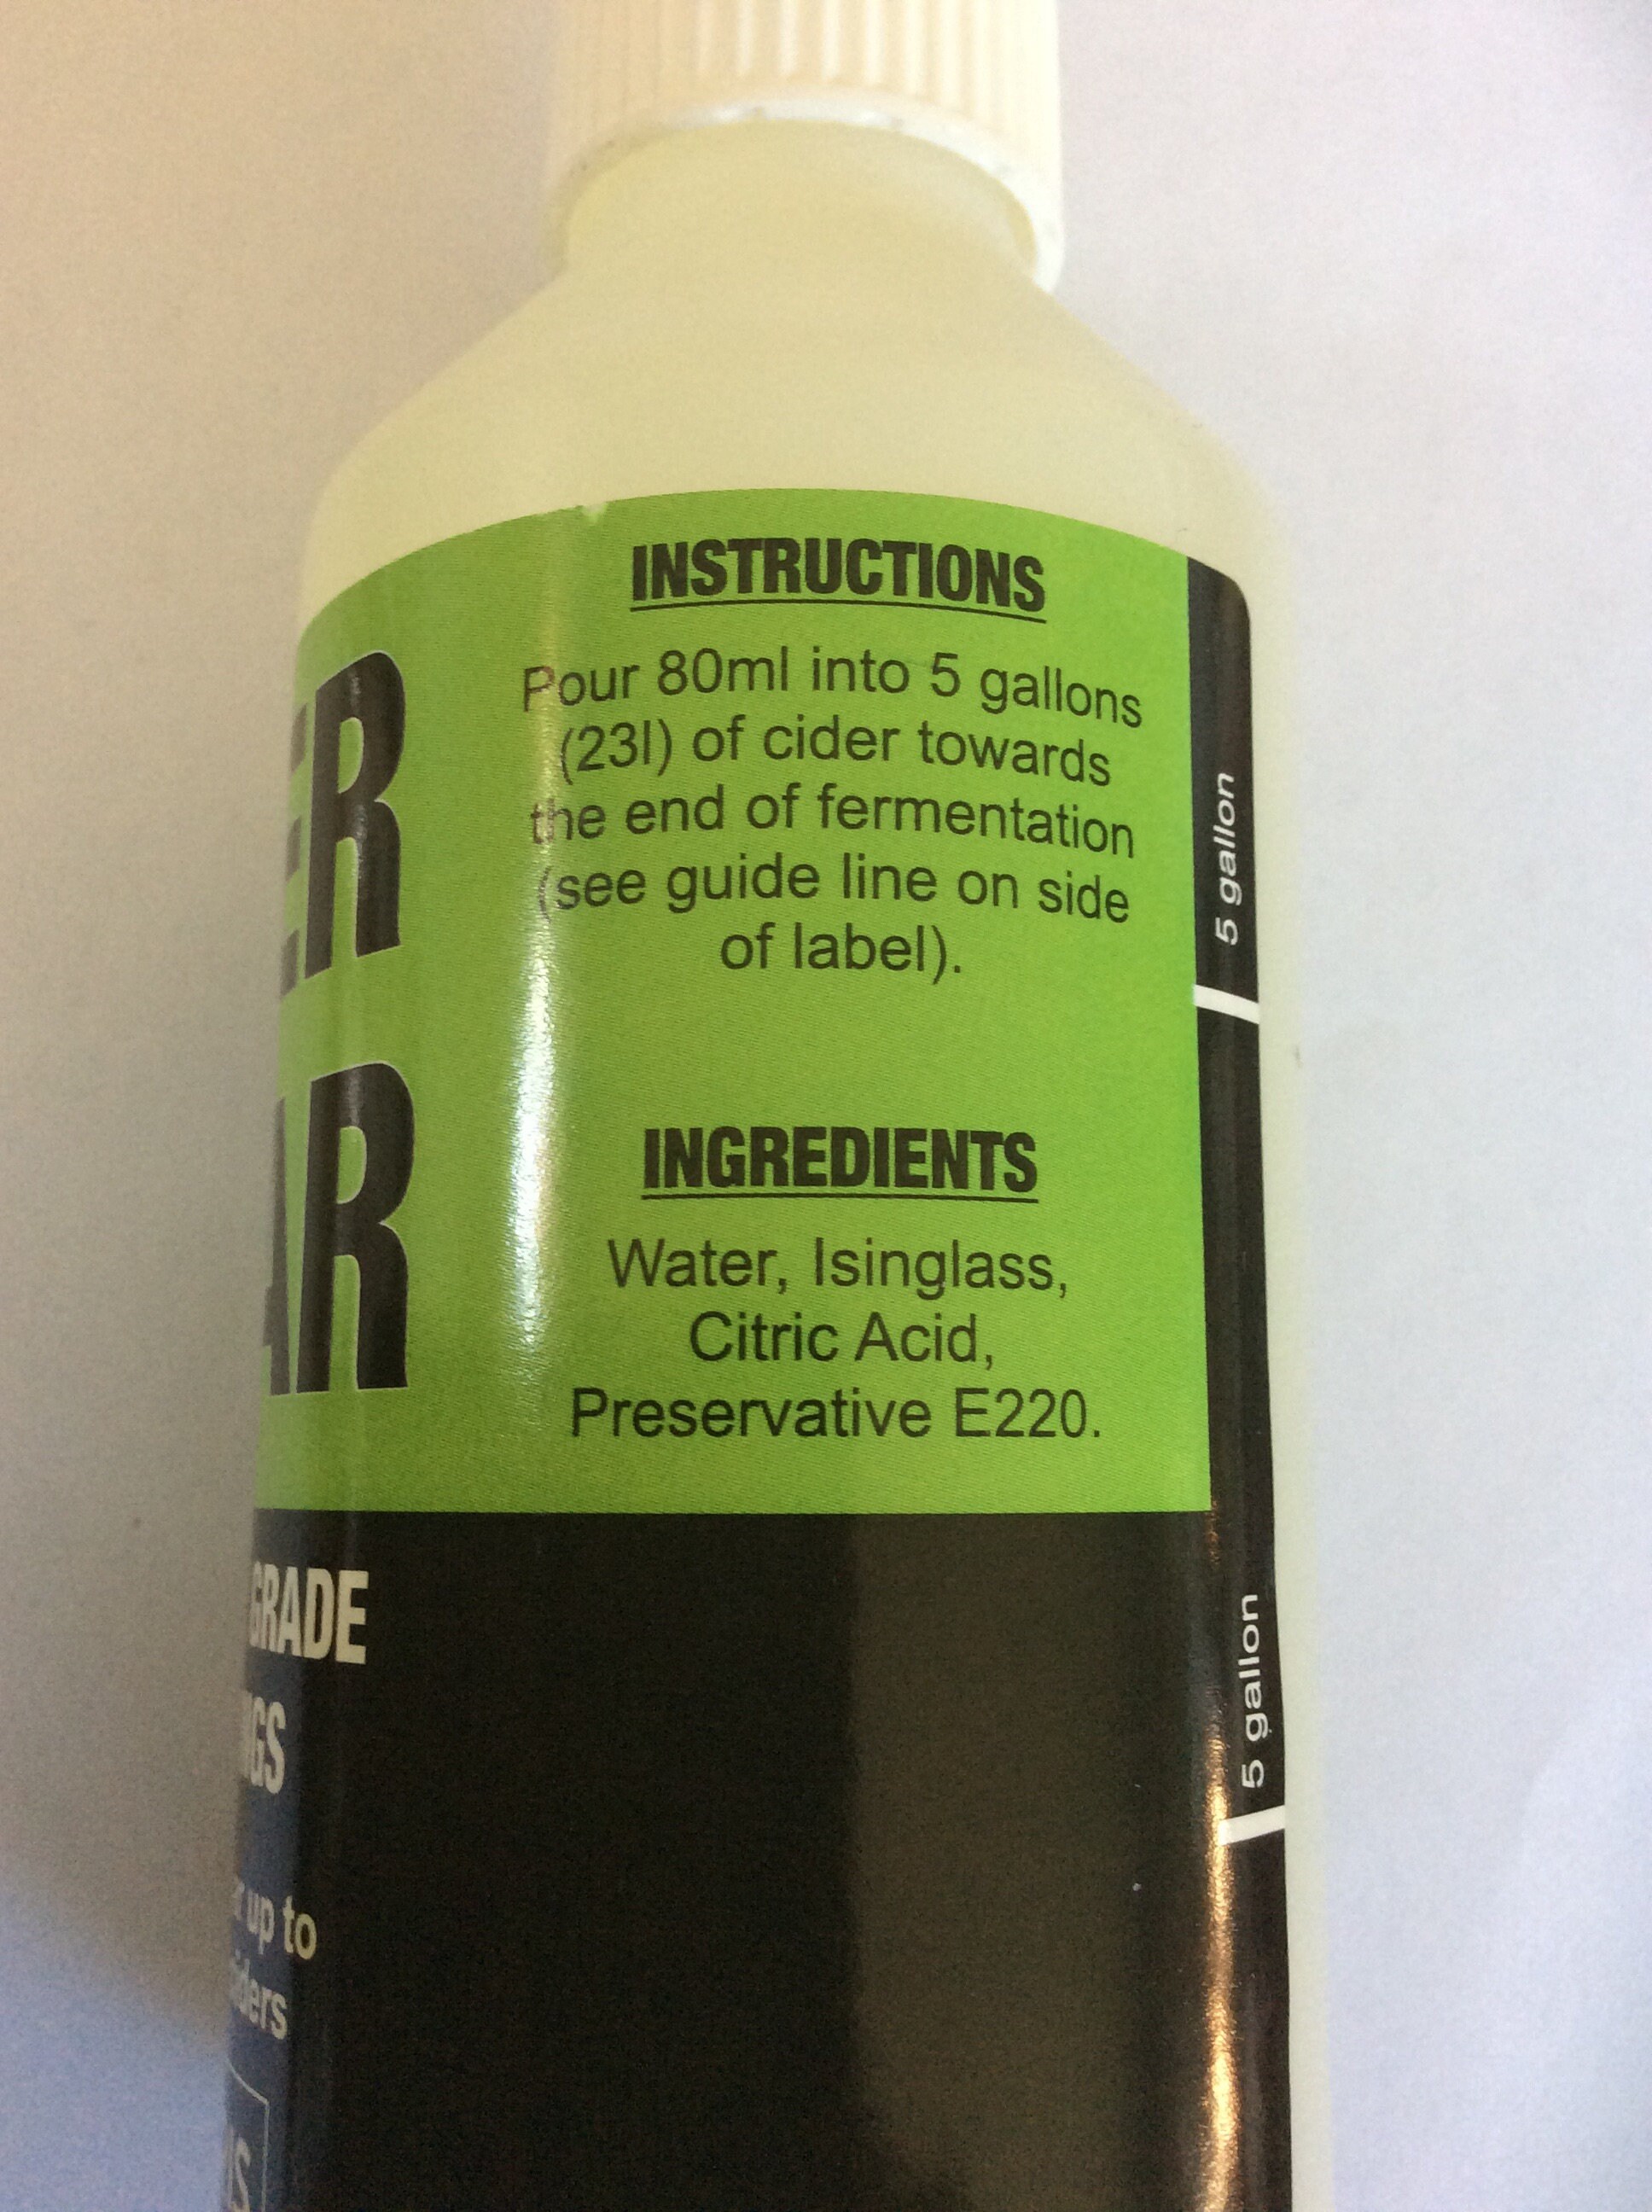 INSTRUCTIONS
Pour 80ml into 5 gallons
(23l) of cider towards
the end of fermentation
(see guide line on side
of label).
INGREDIENTS
Water, Isinglass,
Citric Acid,
Preservative E220.
5 gallon
5 gallon
ER
AR
GRADE
up to